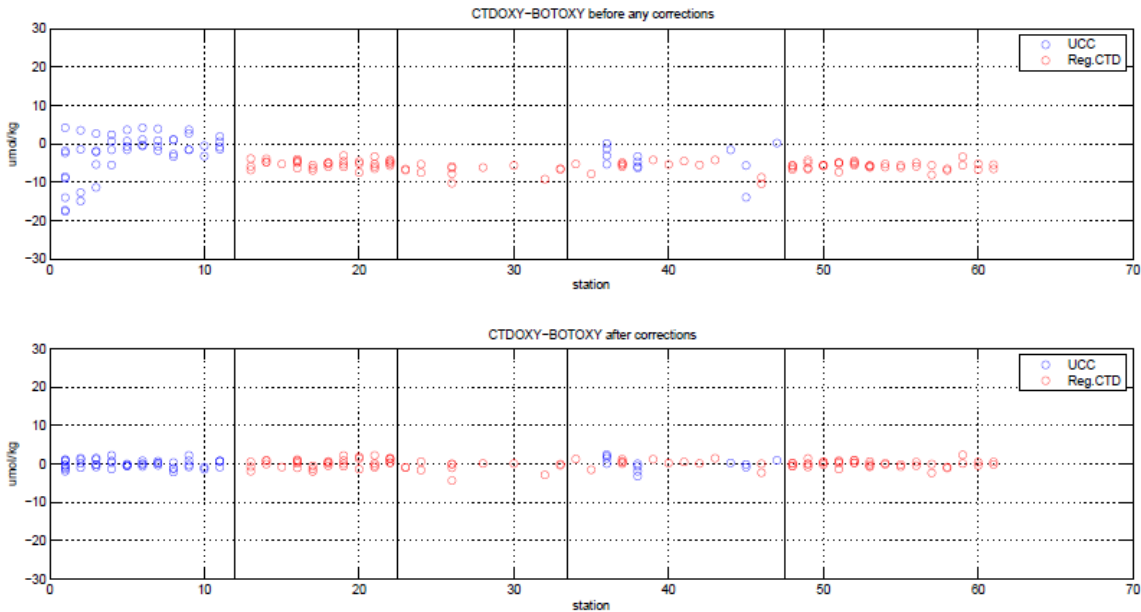 CTDOXY−BOTOXY before any corrections
30
20
10
0
−10
−20
−30
umol/kg
UCC
Reg.CTD
0 10 20 30 40 50 60 70
station
CTDOXY−BOTOXY after corrections
30
20
10
0
−10
−20
−30
umol/kg
UCC
Reg.CTD
0 10 20 30 40 50 60 70
station